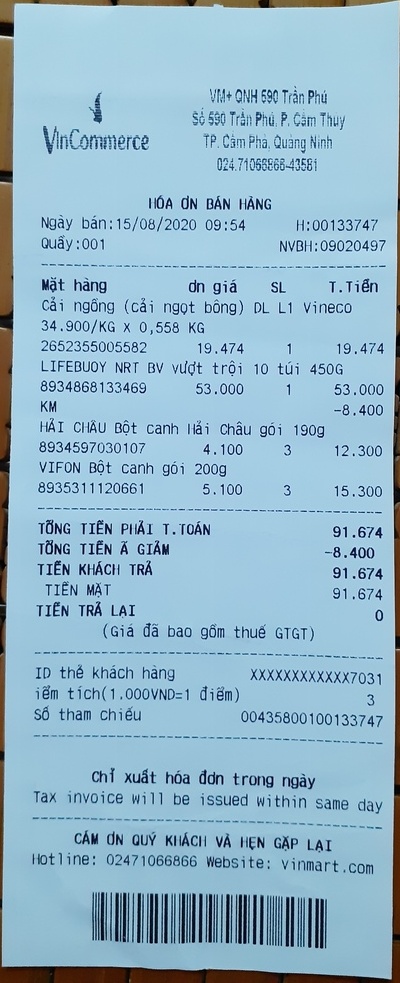 VinCommerce
VM+ QNH 590 Trần Phú
Số 590 Trần Phú, P. Cẩm Thuy
TP. Cẩm Phả, Quảng Ninh
024.71066866-43581
HÓA ĐƠN BÁN HÀNG
Ngày bán:15/08/2020 09:54 H:00133747
Quầy:001 NVBH:09020497
Mặt hàng ơn giá SL T.Tiền
Cải ngồng (cải ngọt bông) DL L1 Vineco
34.900/KG X 0,558 KG
2652355005582 19.474 1 19.474
LIFEBUOY NRT BV vượt trội 10 túi 450G
8934868133469 53.000 1 53.000
KM -8.400
HẢI CHÂU Bột canh Hải Châu gói 190g
8934597030107 4.100 3 12.300
VIFON Bột canh gói 200g
8935311120661 5.100 3 15.300
TỔNG TIỀN PHẢI T.TOÁN 91.674
TỔNG TIỀN Ã GIẢM -8.400
TIỀN KHÁCH TRẢ 91.674
TIỀN MẶT 91.674
TIỀN TRẢ LẠI 0
(Giá đã bao gồm thuế GTGT)
ID thẻ khách hàng XXXXXXXXXXXX7031
iểm tích(1.000VND=1 điểm) 3
Số tham chiếu 00435800100133747
Chỉ xuất hóa đơn trong ngày
Tax invoice will be issued within same day
CẢM ƠN QUÝ KHÁCH VÀ HẸN GẶP LẠI
Hotline: 02471066866 Website: vinmart.com